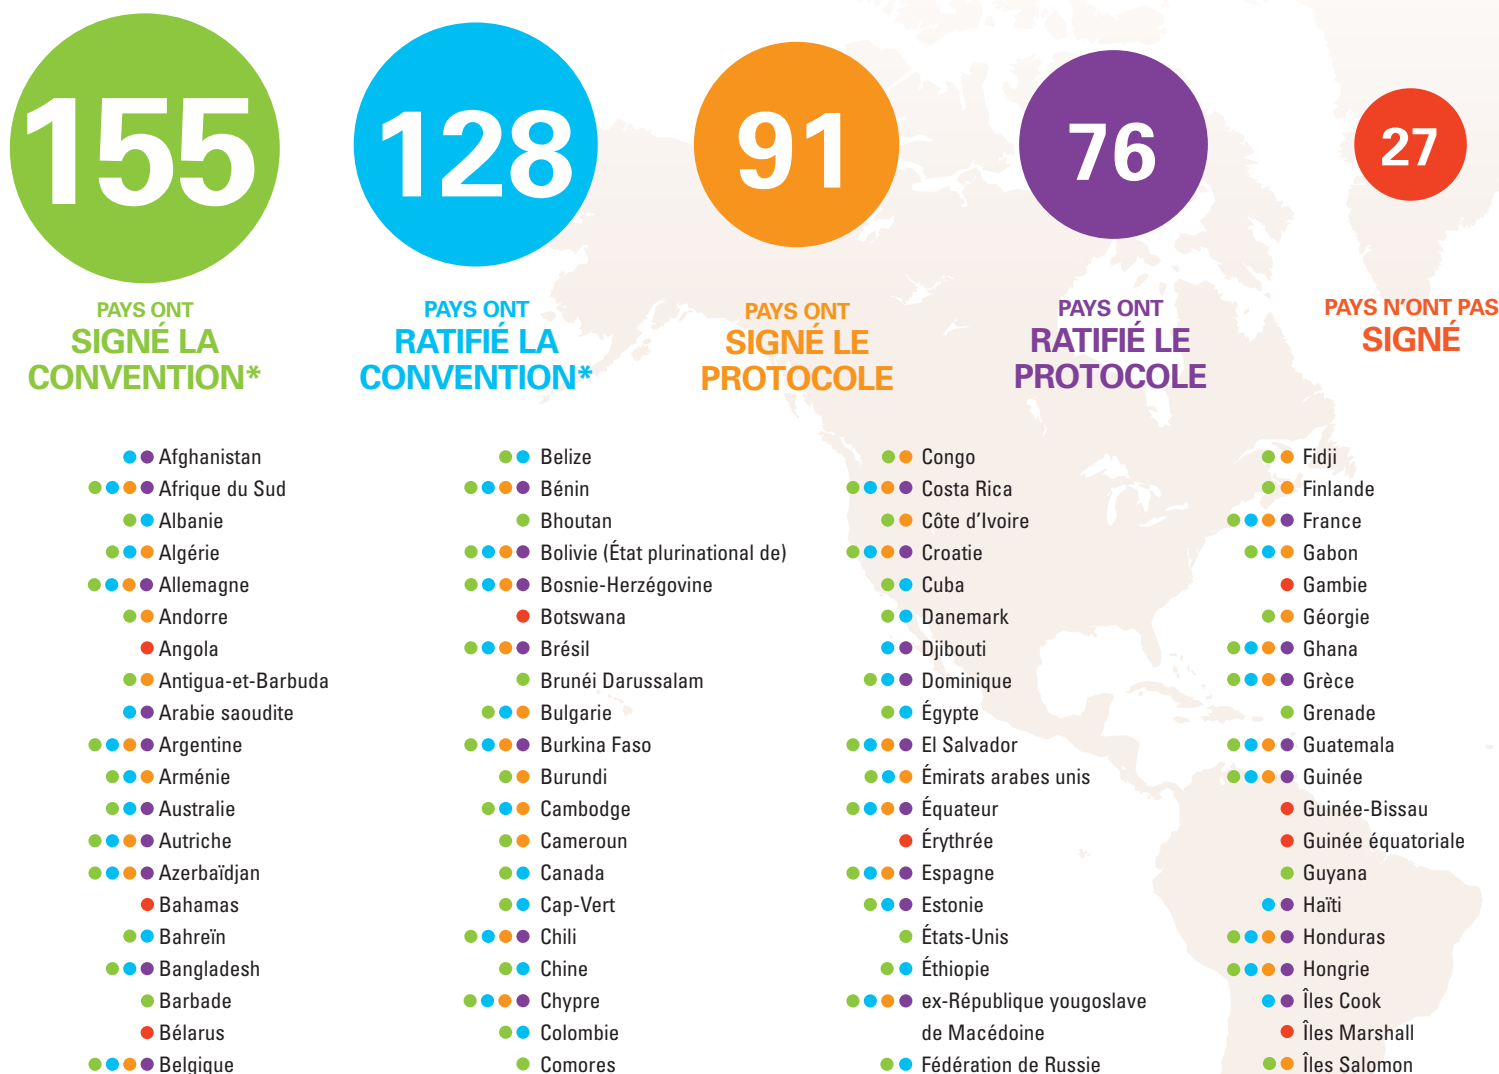 155
PAYS ONT
SIGNÉ LA
CONVENTION*
128
PAYS ONT
RATIFIÉ LA
CONVENTION*
91
PAYS ONT
SIGNÉ LE
PROTOCOLE
76
PAYS ONT
RATIFIÉ LE
PROTOCOLE
27
PAYS N’ONT PAS
SIGNÉ
Afghanistan
Afrique du Sud
Albanie
Algérie
Allemagne
Andorre
Angola
Antigua-et-Barbuda
Arabie saoudite
Argentine
Arménie
Australie
Autriche
Azerbaïdjan
Bahamas
Bahreïn
Bangladesh
Barbade
Bélarus
Belgique
Belize
Bénin
Bhoutan
Bolivie (État plurinational de)
Bosnie-Herzégovine
Botswana
Brésil
Brunéi Darussalam
Bulgarie
Burkina Faso
Burundi
Cambodge
Cameroun
Canada
Cap-Vert
Chili
Chine
Chypre
Colombie
Comores
Congo
Costa Rica
Côte d’Ivoire
Croatie
Cuba
Danemark
Djibouti
Dominique
Égypte
El Salvador
Émirats arabes unis
Équateur
Érythrée
Espagne
Estonie
États-Unis
Éthiopie
ex-République yougoslave
de Macédoine
Fédération de Russie
Fidji
Finlande
France
Gabon
Gambie
Géorgie
Ghana
Grèce
Grenade
Guatemala
Guinée
Guinée-Bissau
Guinée équatoriale
Guyana
Haïti
Honduras
Hongrie
Îles Cook
Îles Marshall
Îles Salomon